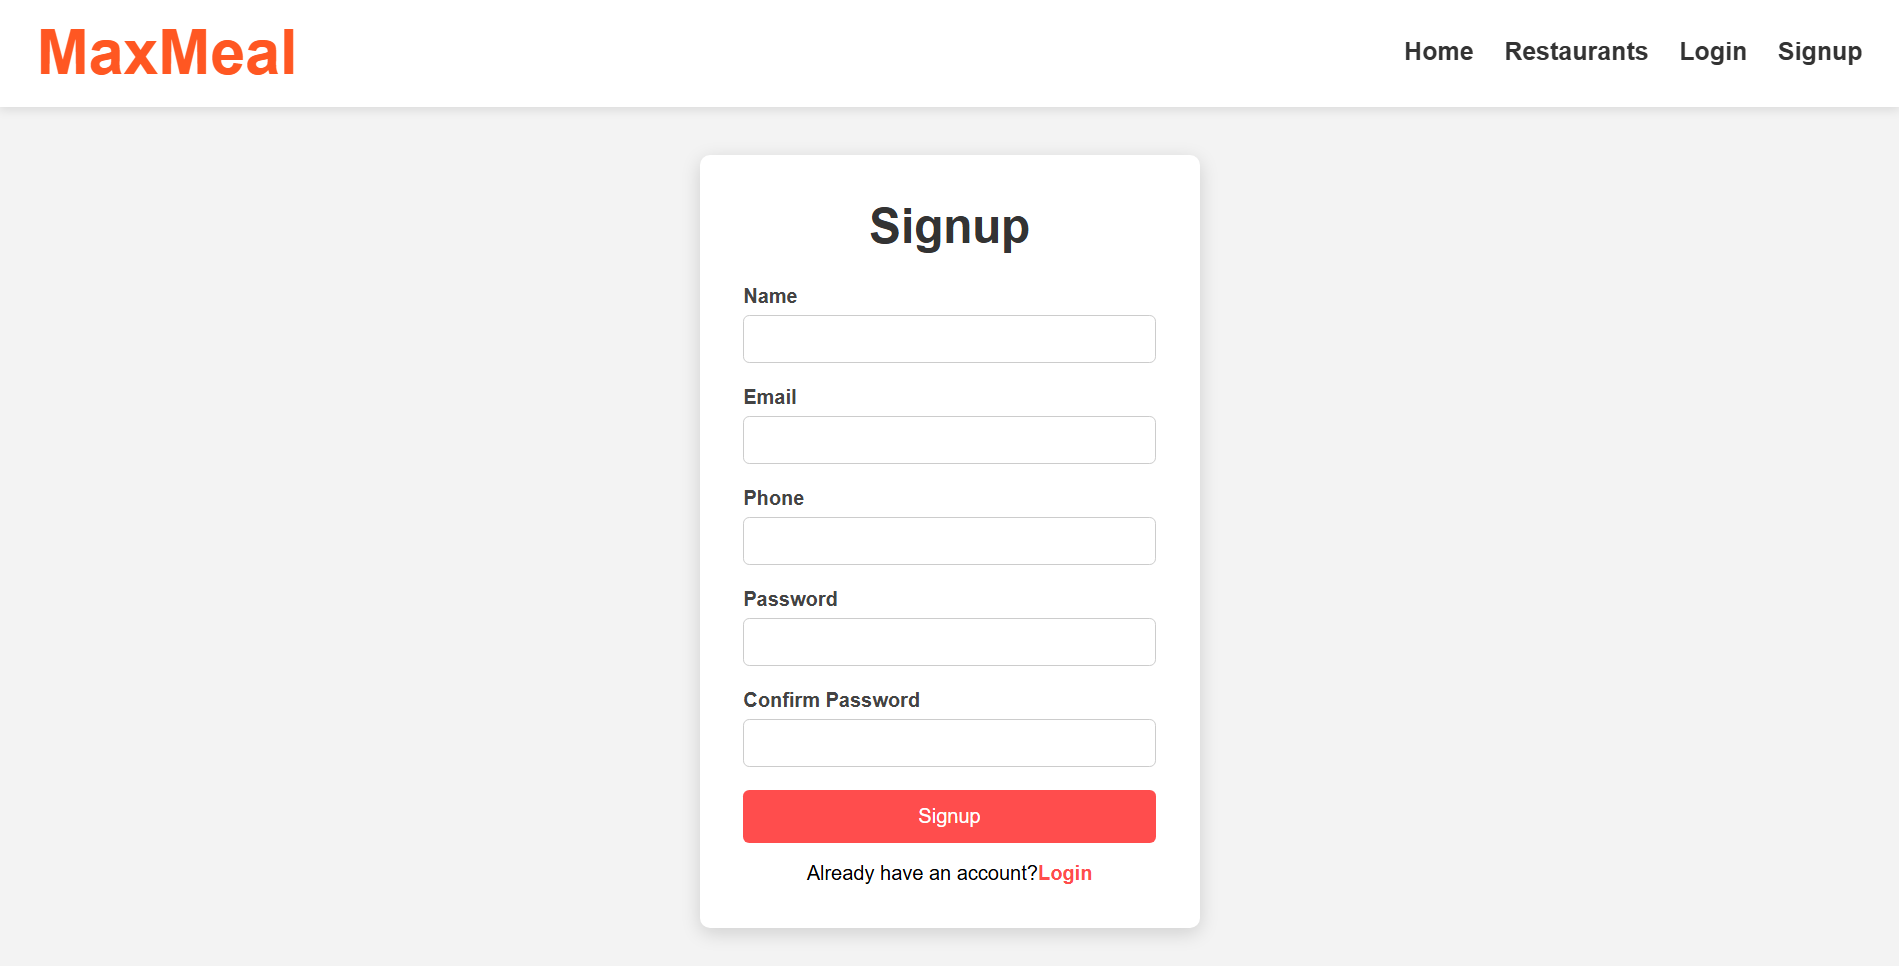 MaxMeal
Home Restaurants Login Signup
Signup
Name
Email
Phone
Password
Confirm Password
Signup
Already have an account?Login